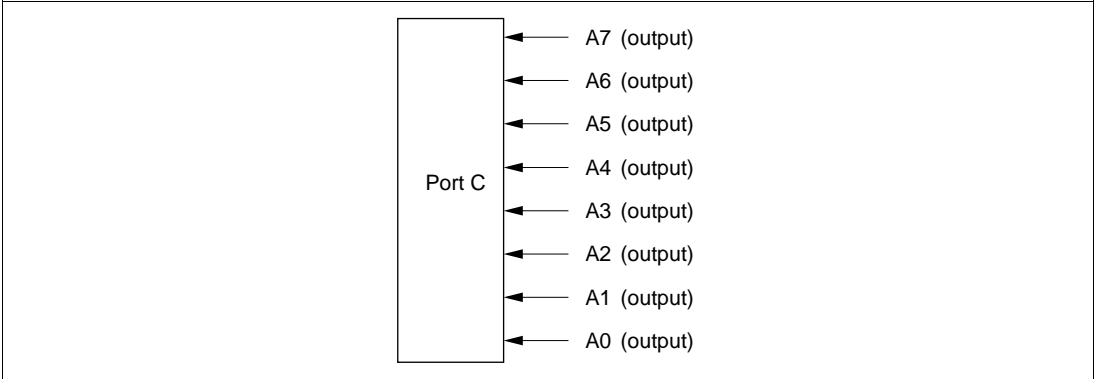 A7 (output)
A6 (output)
A5 (output)
A4 (output)
Port C
A3 (output)
A2 (output)
A1 (output)
A0 (output)